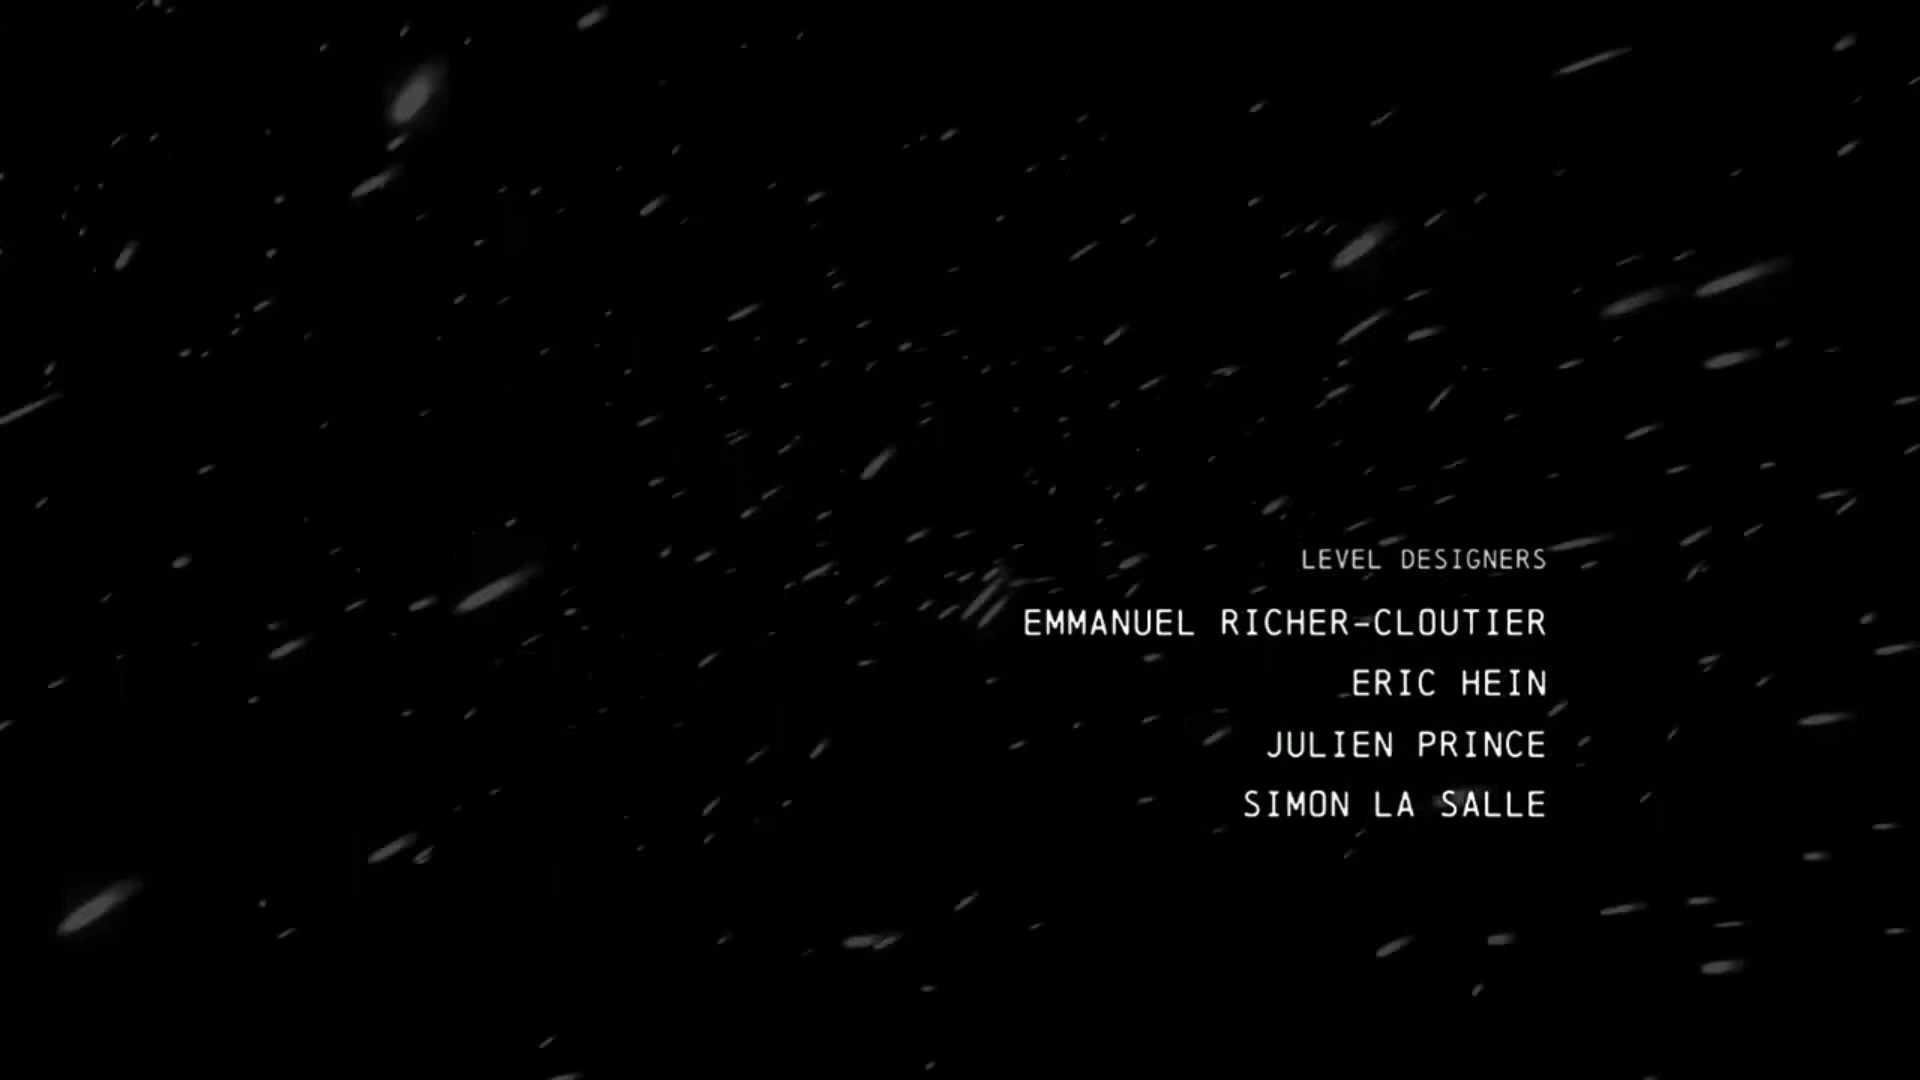 LEVEL DESIGNERS
EMMANUEL RICHER-CLOUTIER
ERIC HEIN
JULIEN PRINCE
SIMON LA SALLE